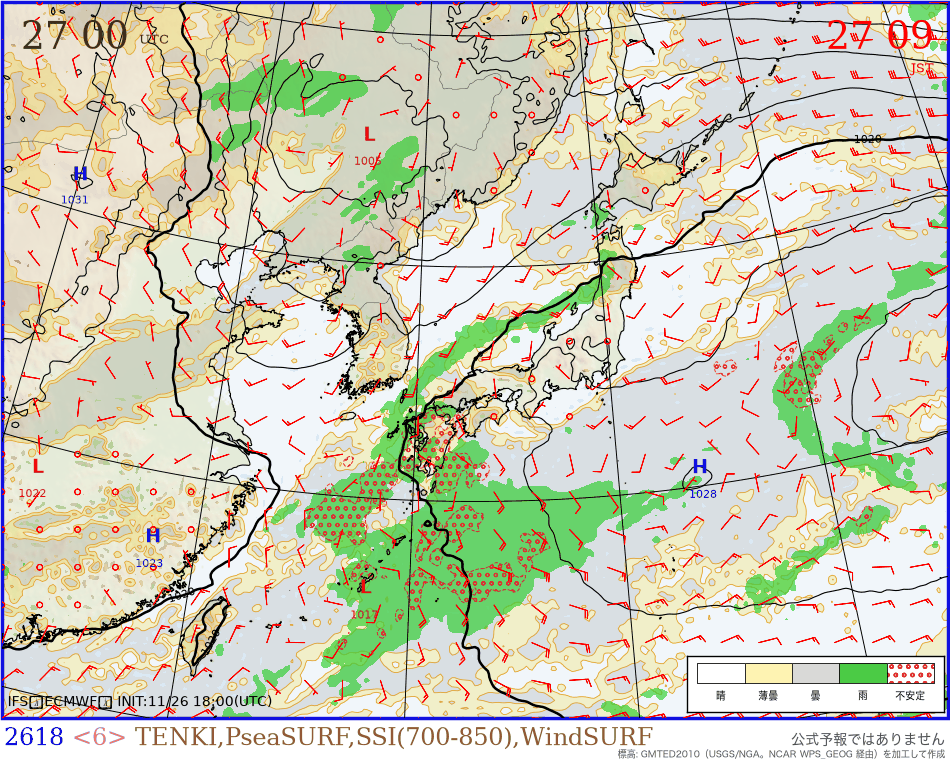 27 00 UTC
27 09
JST
1020
L
1005
H
1031
L
1022
H
1028
H
1023
1020
L
1017
IFS ECMWF INIT:11/26 18:00(UTC)
晴 薄曇 曇 雨 不安定
2618 <6> TENKI,PseaSURF,SSI(700-850),WindSURF
公式予報ではありません
標高: GMTED2010（USGS/NGA。NCAR WPS_GEOG 経由）を加工して作成